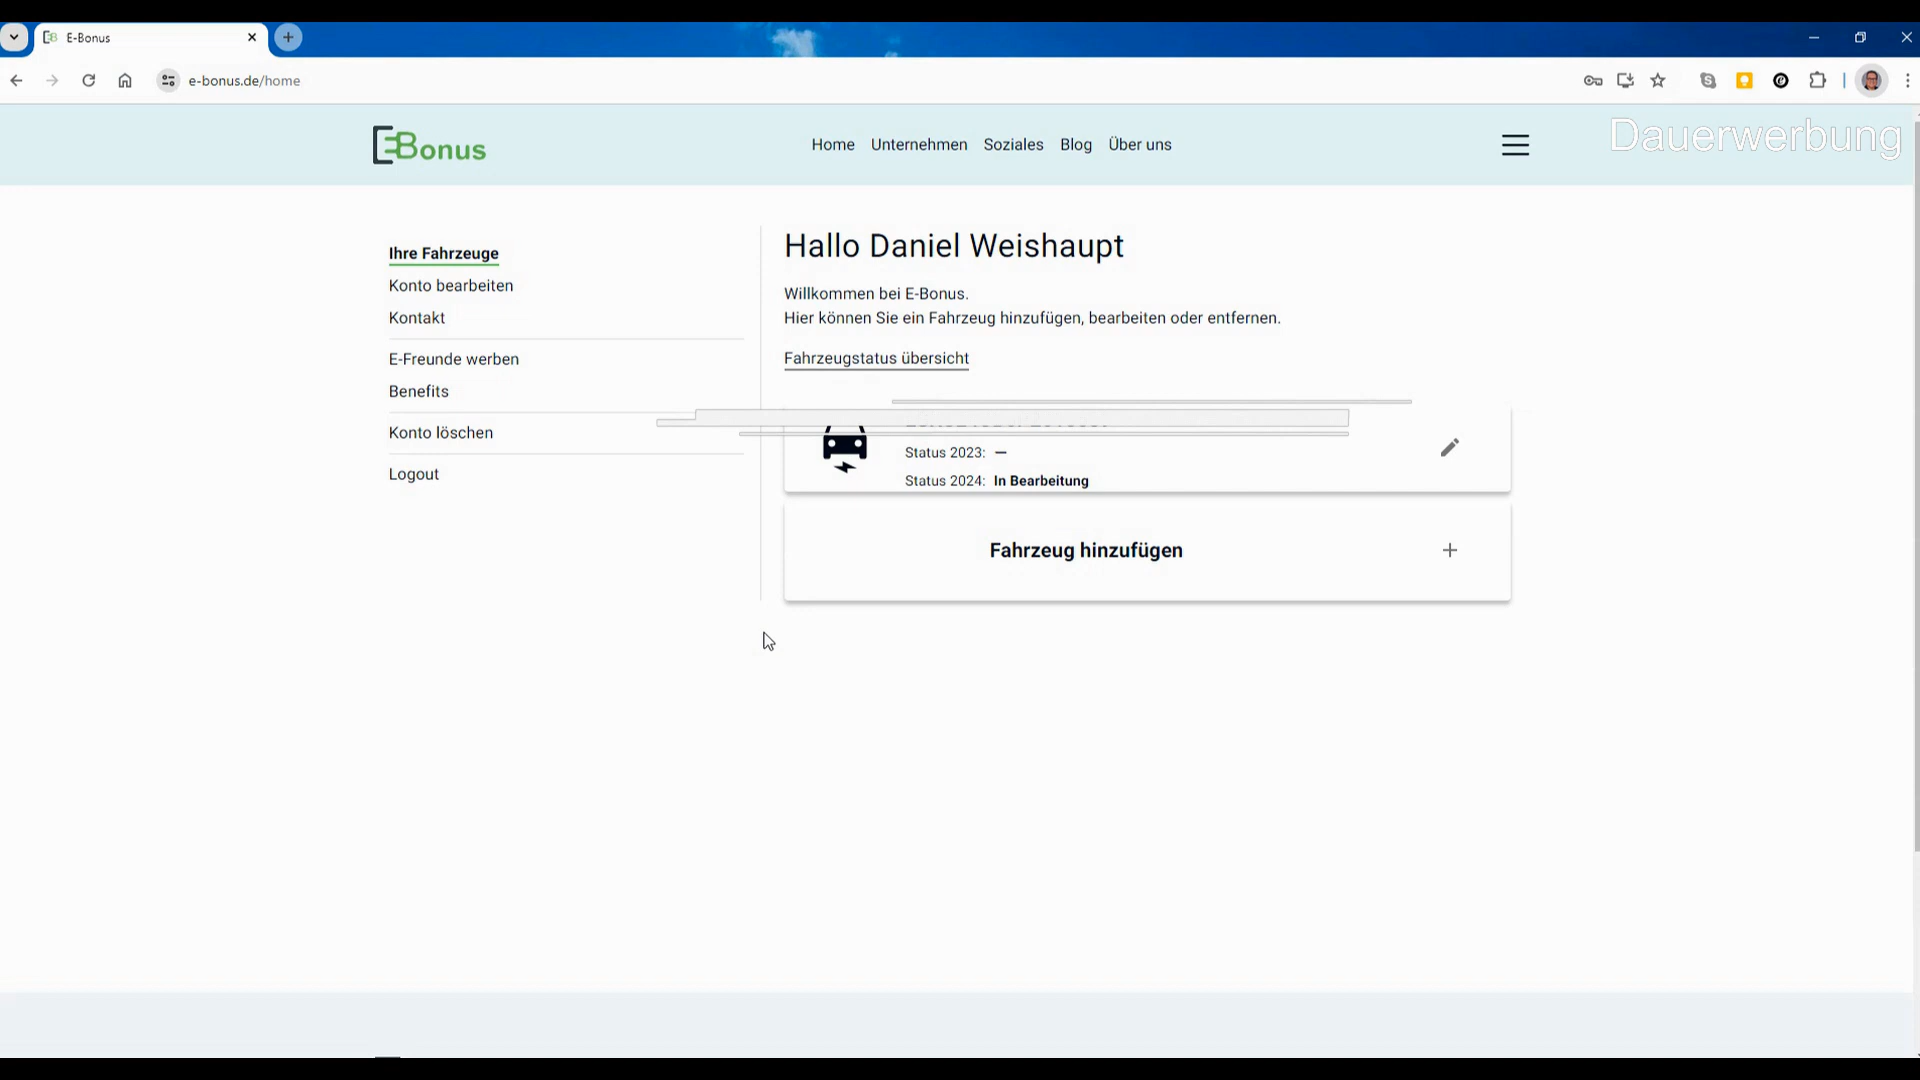 E-Bonus
e-bonus.de/home
EBonus
Home Unternehmen Soziales Blog Über uns
Dauerwerbung
Ihre Fahrzeuge
Konto bearbeiten
Kontakt
E-Freunde werben
Benefits
Konto löschen
Logout
Hallo Daniel Weishaupt
Willkommen bei E-Bonus.
Hier können Sie ein Fahrzeug hinzufügen, bearbeiten oder entfernen.
Fahrzeugstatus übersicht
Status 2023: —
Status 2024: In Bearbeitung
Fahrzeug hinzufügen